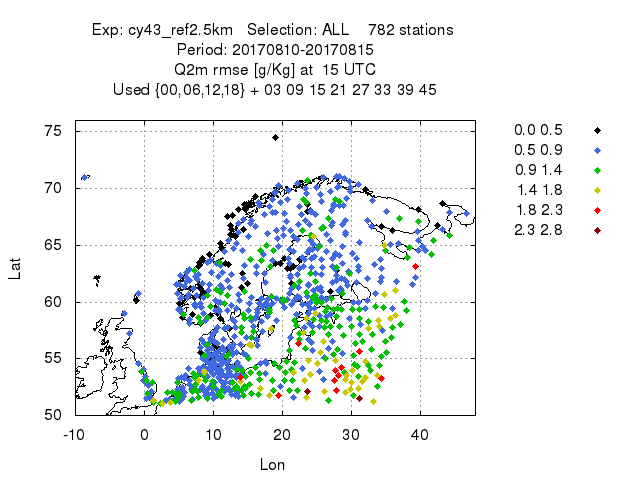 Exp: cy43_ref2.5km Selection: ALL 782 stations
Period: 20170810-20170815
Q2m rmse [g/Kg] at 15 UTC
Used {00,06,12,18} + 03 09 15 21 27 33 39 45
75
70
65
60
55
50
Lat
-10 0 10 20 30 40
Lon
0.0 0.5
0.5 0.9
0.9 1.4
1.4 1.8
1.8 2.3
2.3 2.8